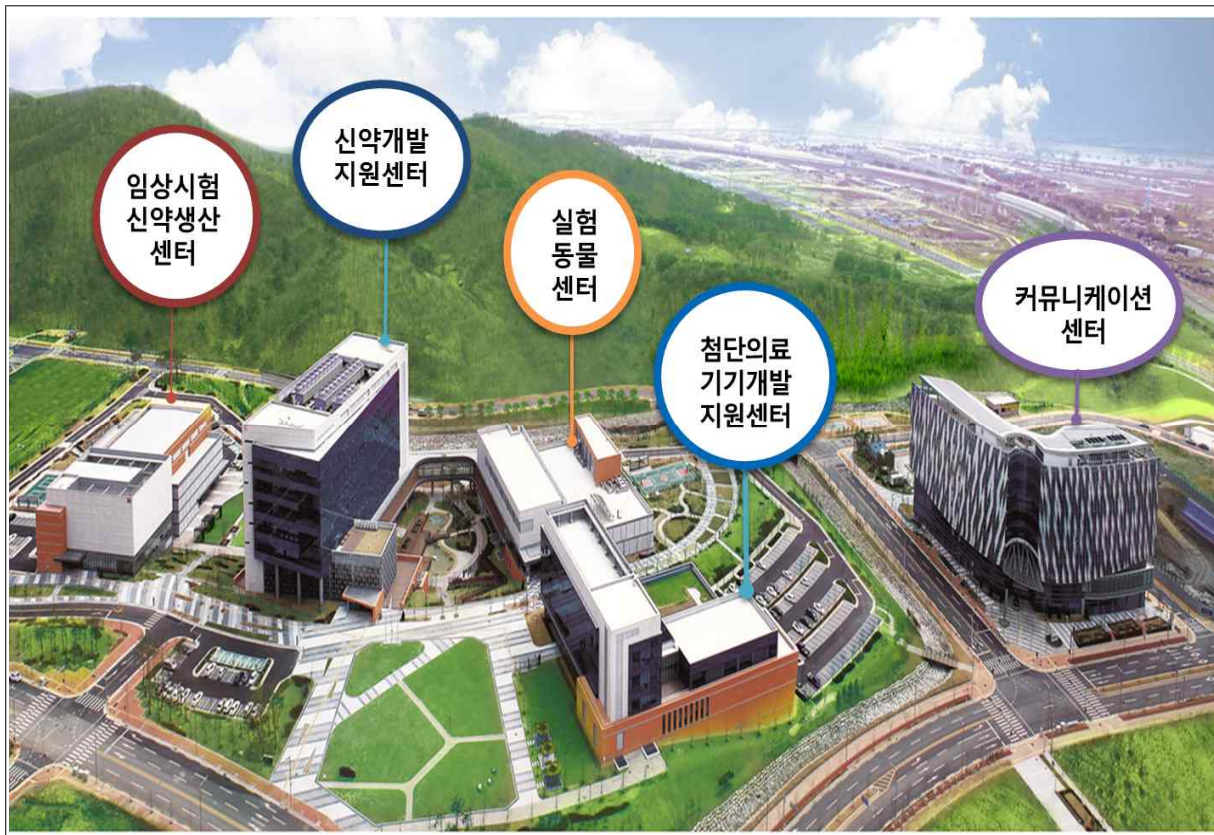 임상시험
신약생산
센터
신약개발
지원센터
실험
동물
센터
첨단의료
기기개발
지원센터
커뮤니케이션
센터